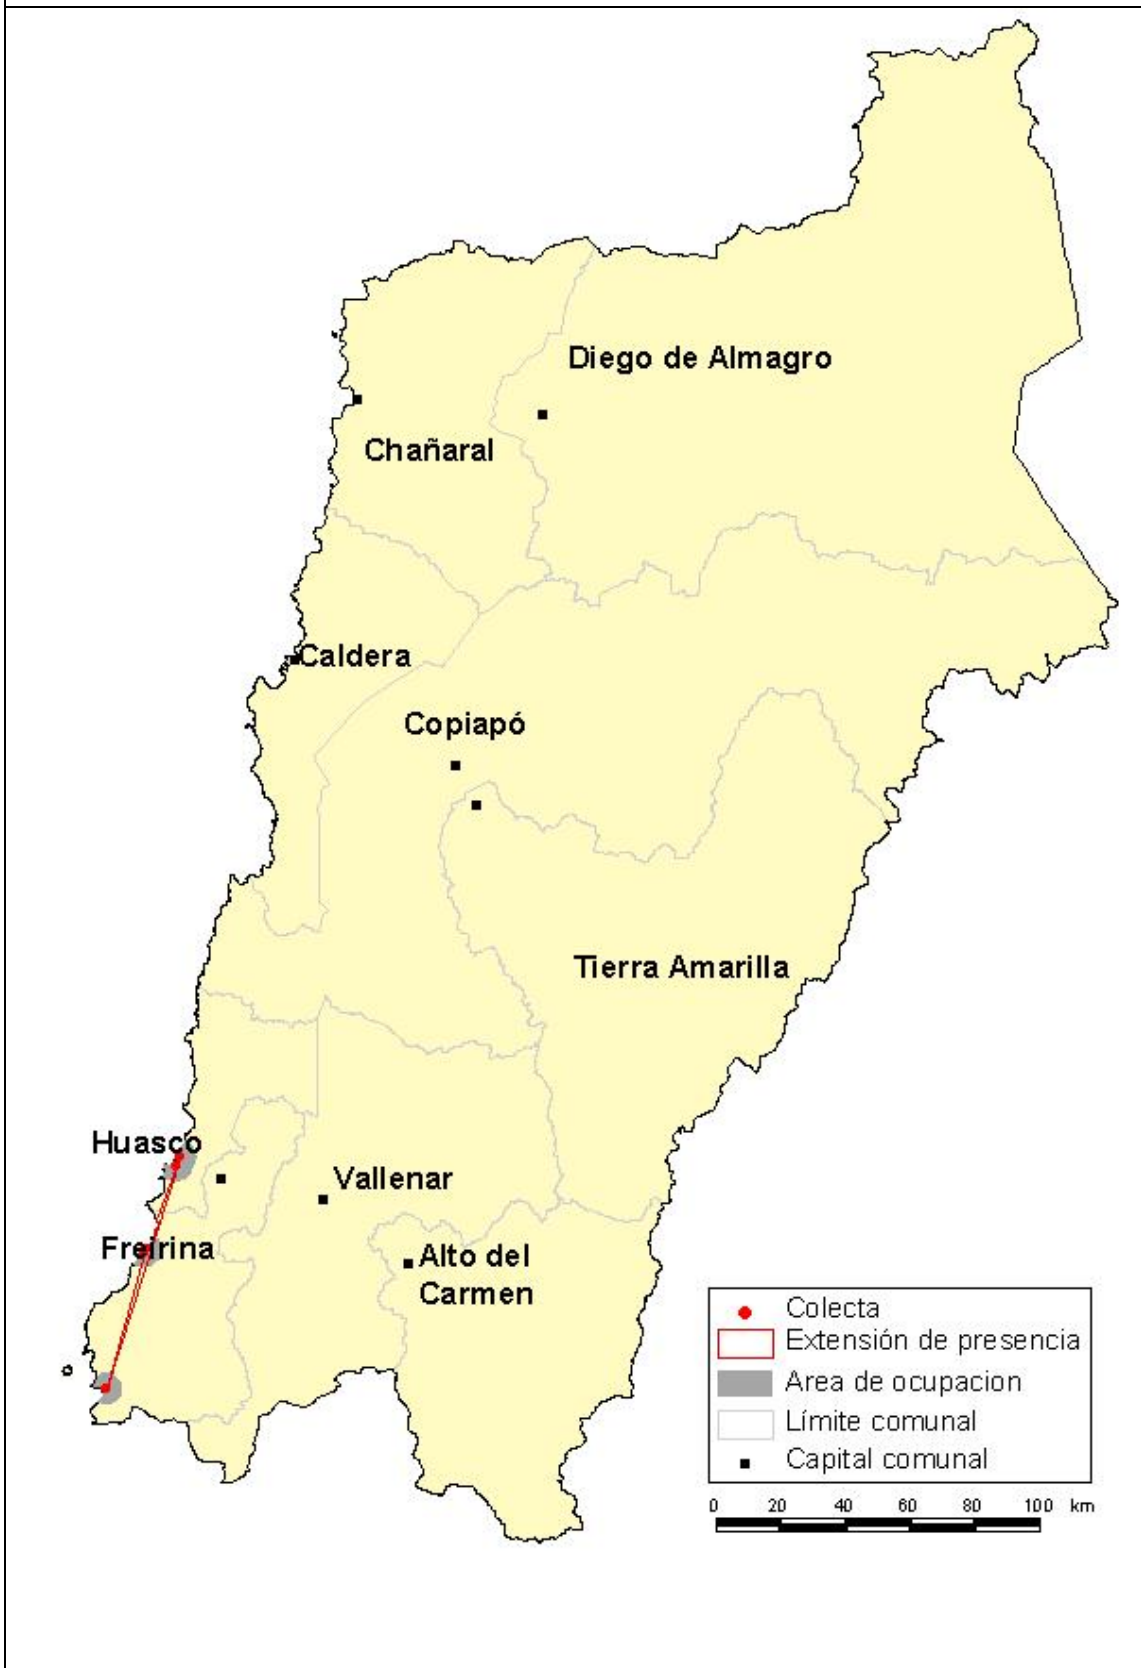 Diego de Almagro
Chañaral
Caldera
Copiapó
Tierra Amarilla
Huasco
Vallenar
Freirina
Alto del
Carmen
Colecta
Extensión de presencia
Area de ocupacion
Límite comunal
Capital comunal
0 20 40 60 80 100 km